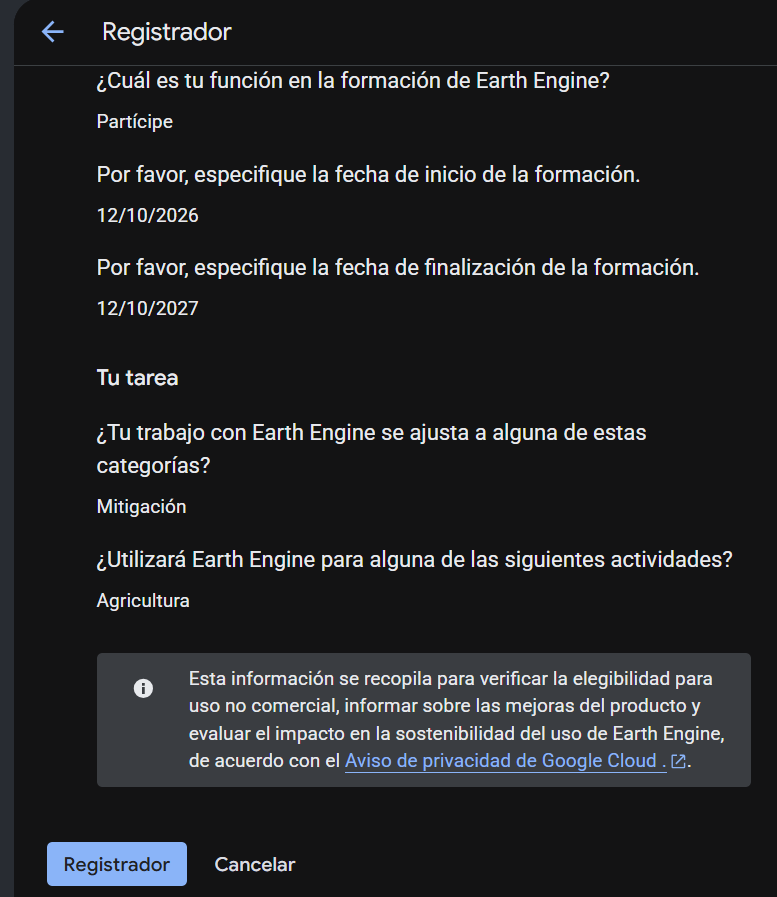 Registrador
¿Cuál es tu función en la formación de Earth Engine?
Partícipe
Por favor, especifique la fecha de inicio de la formación.
12/10/2026
Por favor, especifique la fecha de finalización de la formación.
12/10/2027
Tu tarea
¿Tu trabajo con Earth Engine se ajusta a alguna de estas
categorías?
Mitigación
¿Utilizará Earth Engine para alguna de las siguientes actividades?
Agricultura
Esta información se recopila para verificar la elegibilidad para
uso no comercial, informar sobre las mejoras del producto y
evaluar el impacto en la sostenibilidad del uso de Earth Engine,
de acuerdo con el Aviso de privacidad de Google Cloud . .
Registrador Cancelar